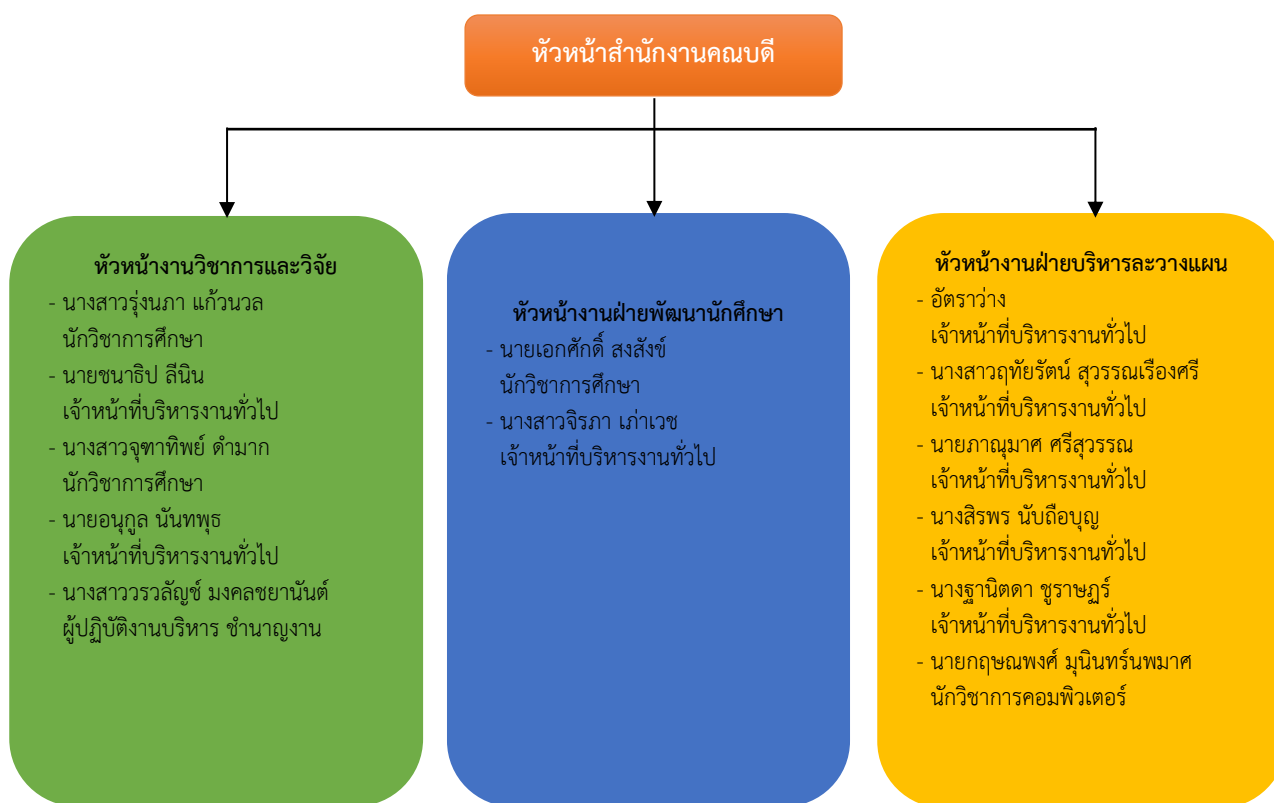 หัวหน้าสำนักงานคณบดี
หัวหน้างานวิชาการและวิจัย
- นางสาวรุ่งนภา แก้วนวล
นักวิชาการศึกษา
- นายชนาธิป ลีนิน
เจ้าหน้าที่บริหารงานทั่วไป
- นางสาวจุฑาทิพย์ ดำมาก
นักวิชาการศึกษา
- นายอนุกูล นันทพุธ
เจ้าหน้าที่บริหารงานทั่วไป
- นางสาววรวลัญช์ มงคลชยานันต์
ผู้ปฏิบัติงานบริหาร ชำนาญงาน
หัวหน้างานฝ่ายพัฒนานักศึกษา
- นายเอกศักดิ์ สงสังข์
นักวิชาการศึกษา
- นางสาวจิรภา เภ่าเวช
เจ้าหน้าที่บริหารงานทั่วไป
หัวหน้างานฝ่ายบริหารละวางแผน
- อัตราว่าง
เจ้าหน้าที่บริหารงานทั่วไป
- นางสาวฤทัยรัตน์ สุวรรณเรืองศรี
เจ้าหน้าที่บริหารงานทั่วไป
- นายภาณุมาศ ศรีสุวรรณ
เจ้าหน้าที่บริหารงานทั่วไป
- นางสิรพร นับถือบุญ
เจ้าหน้าที่บริหารงานทั่วไป
- นางฐานิตดา ชูราษฏร์
เจ้าหน้าที่บริหารงานทั่วไป
- นายกฤษณพงศ์ มุนินทร์นพมาศ
นักวิชาการคอมพิวเตอร์